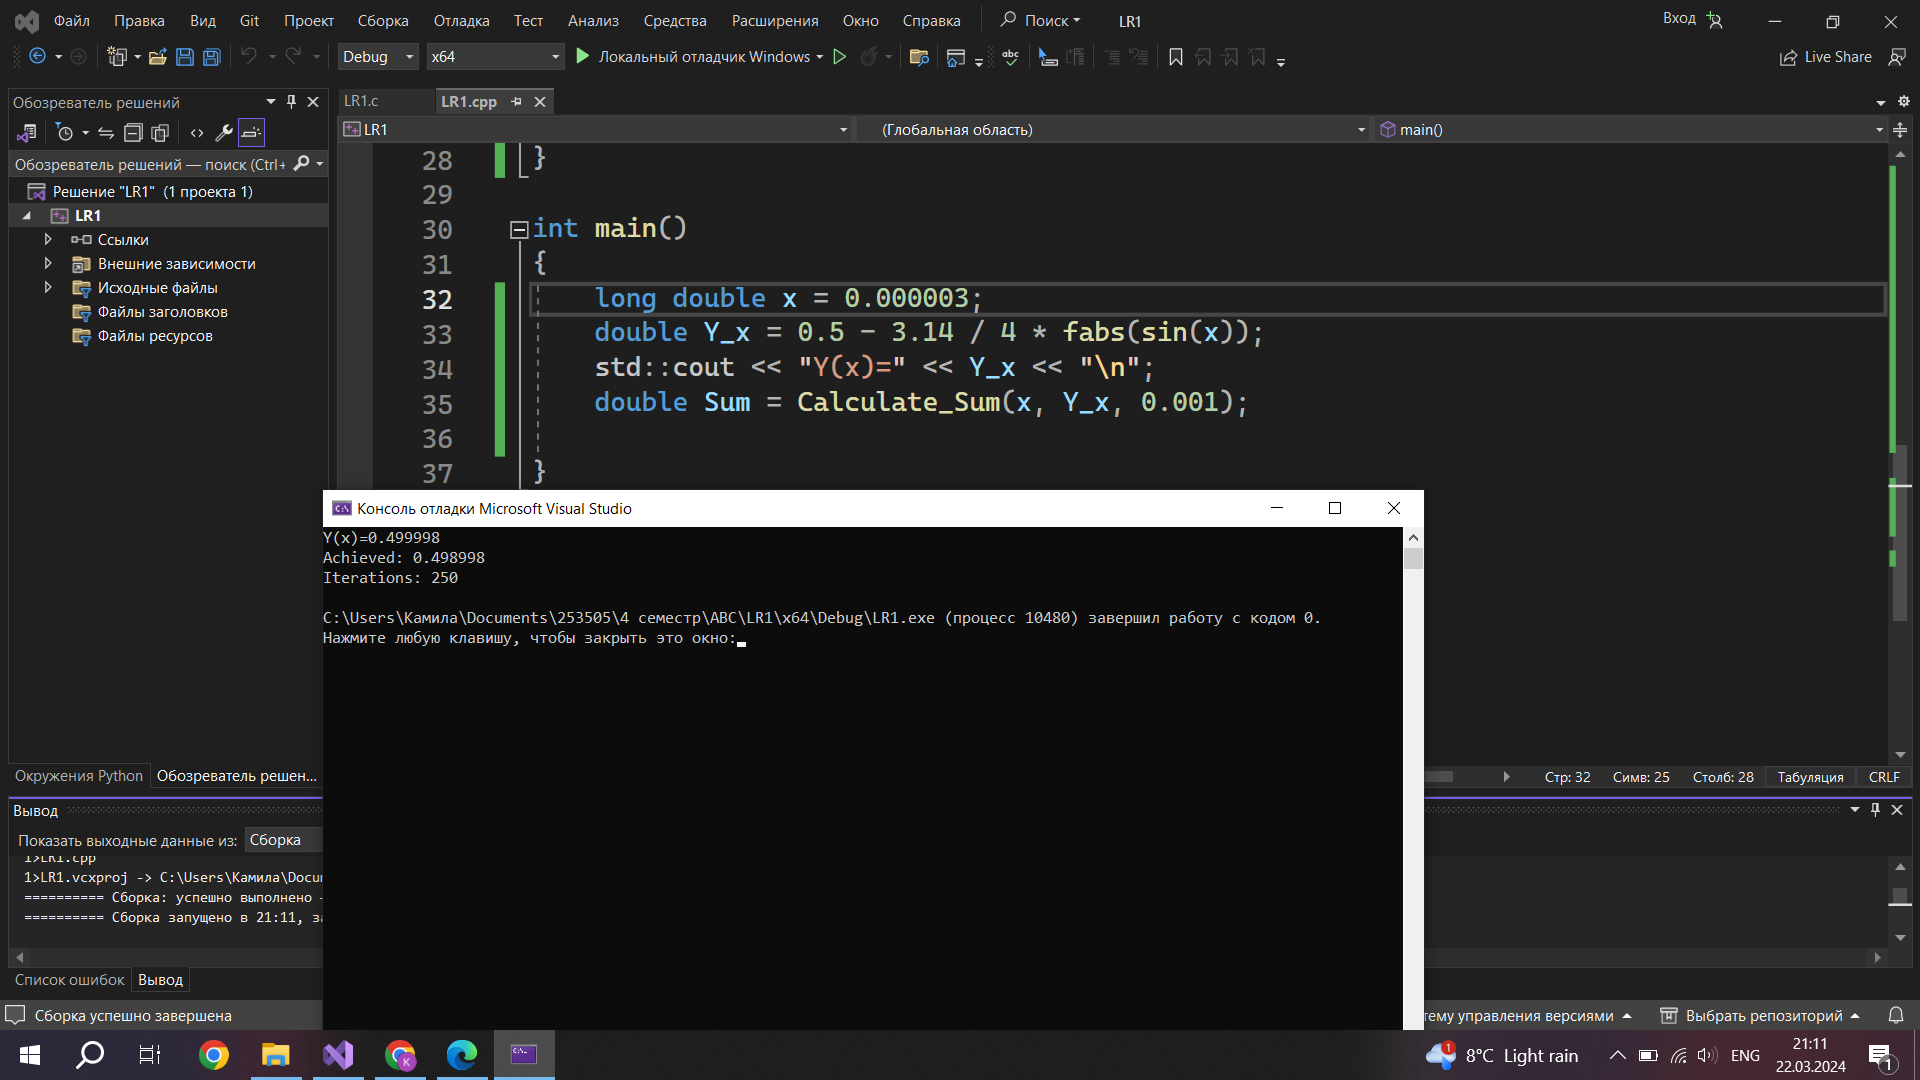 Файл Правка Вид Git Проект Сборка Отладка Тест Анализ Средства Расширения Окно Справка Поиск LR1 Вход
Debug x64 Локальный отладчик Windows abc Live Share
Обозреватель решений
LR1.c LR1.cpp
LR1 (Глобальная область) main()
Обозреватель решений — поиск (Ctrl+
Решение "LR1" (1 проекта 1)
LR1
Ссылки
Внешние зависимости
Исходные файлы
Файлы заголовков
Файлы ресурсов
28 }
29
30 int main()
31 {
32 long double x = 0.000003;
33 double Y_x = 0.5 - 3.14 / 4 * fabs(sin(x));
34 std::cout << "Y(x)=" << Y_x << "\n";
35 double Sum = Calculate_Sum(x, Y_x, 0.001);
36
37 }
Консоль отладки Microsoft Visual Studio
Y(x)=0.499998
Achieved: 0.498998
Iterations: 250
C:\Users\Камила\Documents\253505\4 семестр\ABC\LR1\x64\Debug\LR1.exe (процесс 10480) завершил работу с кодом 0.
Нажмите любую клавишу, чтобы закрыть это окно:
Окружения Python Обозреватель решен...
Стр: 32 Симв: 25 Столб: 28 Табуляция CRLF
Вывод
Показать выходные данные из: Сборка
1>LR1.cpp
1>LR1.vcxproj -> C:\Users\Камила\Docu
========== Сборка: успешно выполнено
========== Сборка запущено в 21:11, за
Список ошибок Вывод
Сборка успешно завершена
тему управления версиями Выбрать репозиторий
K 1 8°C Light rain ENG 21:11
22.03.2024 1